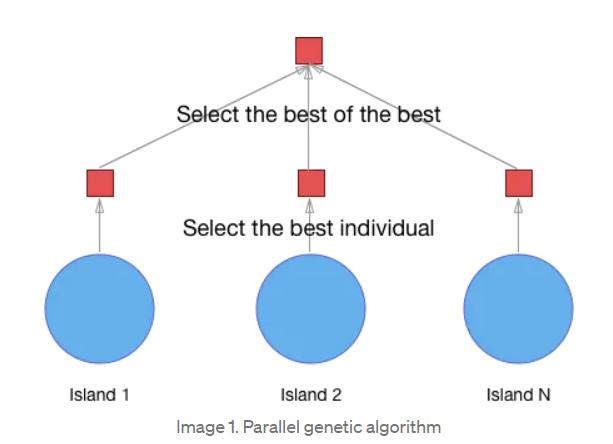 Select the best of the best
Select the best individual
Island 1
Island 2
Island N
Image 1. Parallel genetic algorithm